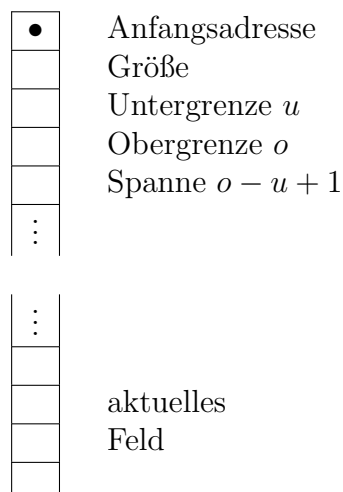 Anfangsadresse
Größe
Untergrenze u
Obergrenze o
Spanne o − u + 1
aktuelles
Feld